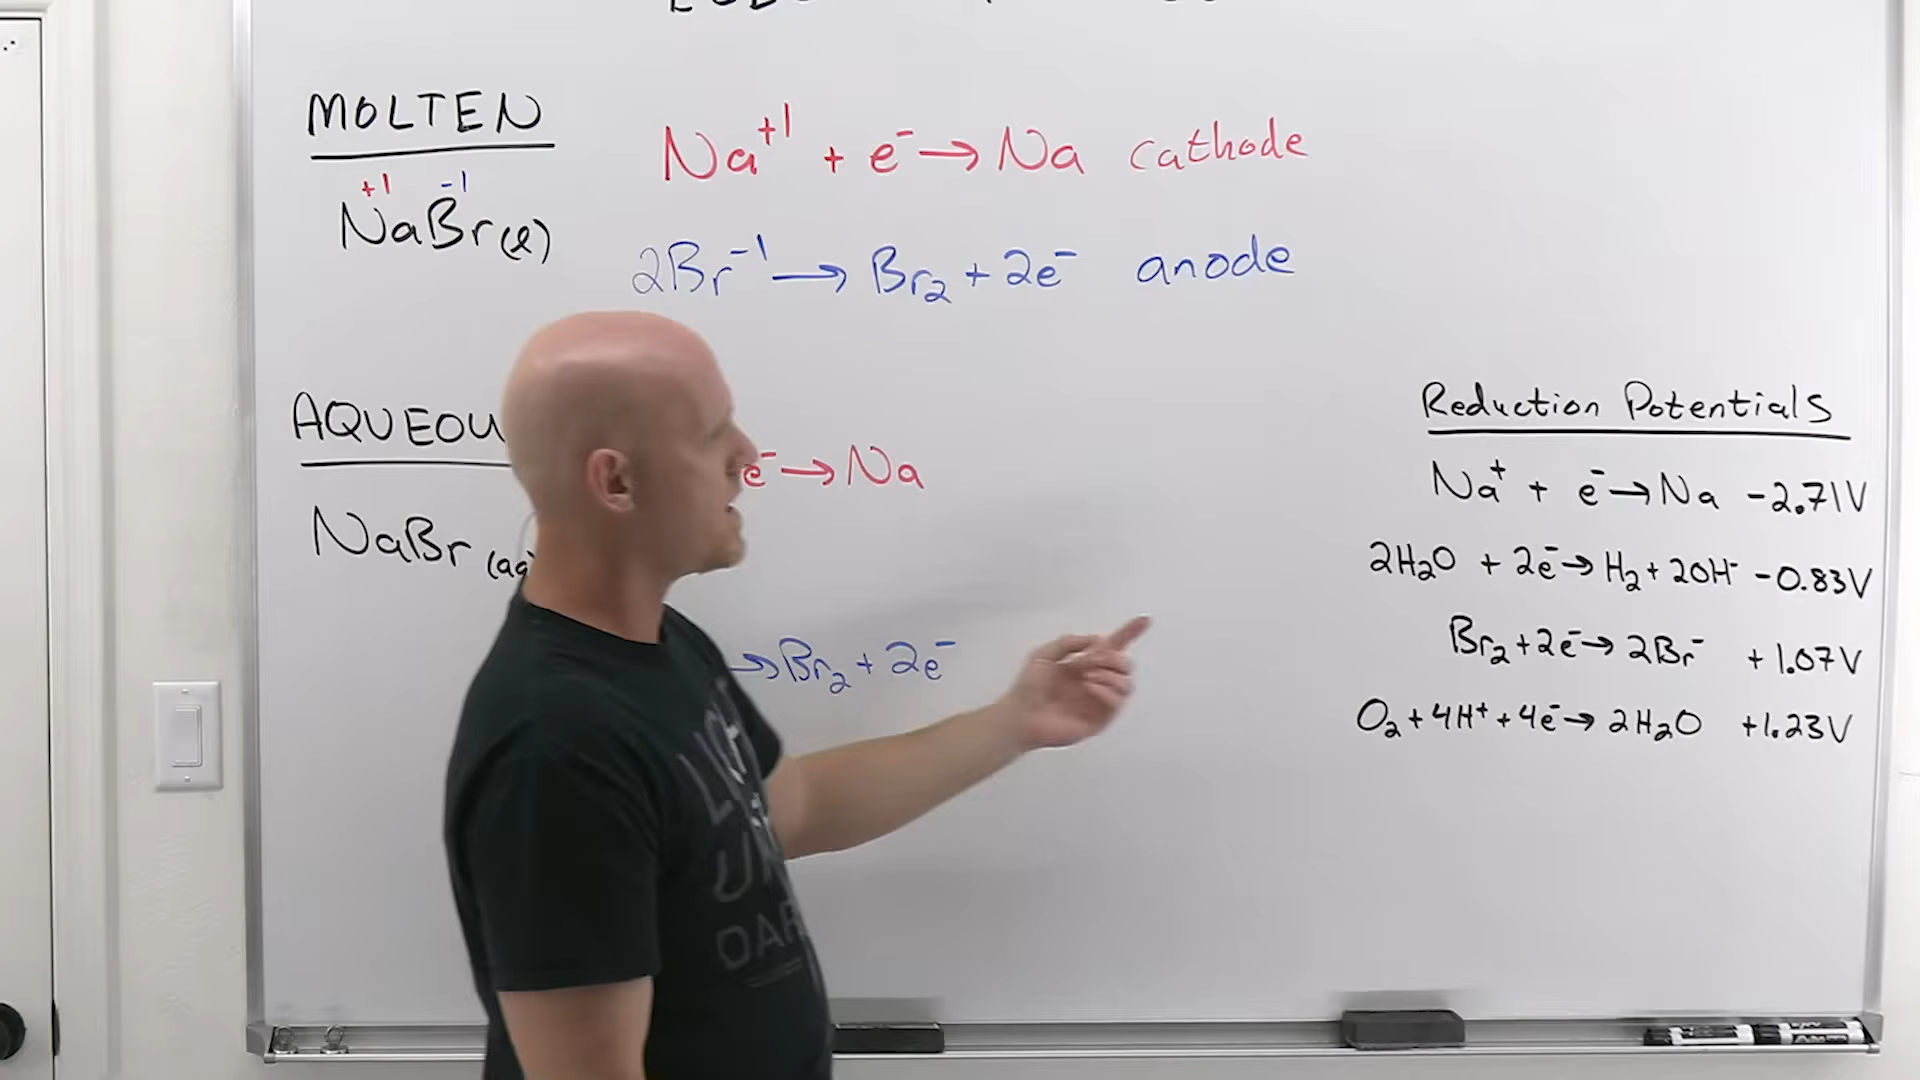 MOLTEN
+1 -1
NaBr(l)
Na⁺¹ + e⁻ → Na cathode
2Br⁻¹ → Br₂ + 2e⁻ anode
AQUEOU
NaBr (aq)
e⁻ → Na
→ Br₂ + 2e⁻
Reduction Potentials
Na⁺ + e⁻ → Na -2.71V
2H₂O + 2e⁻ → H₂ + 2OH⁻ -0.83V
Br₂ + 2e⁻ → 2Br⁻ +1.07V
O₂ + 4H⁺ + 4e⁻ → 2H₂O +1.23V